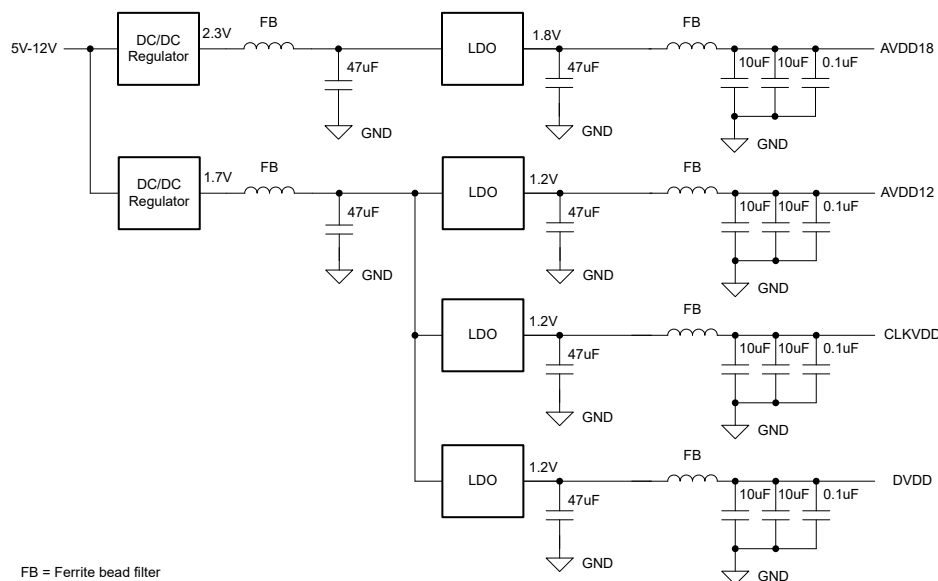 FB
FB
5V-12V
DC/DC
Regulator
2.3V
LDO
1.8V
AVDD18
47uF
47uF
10uF
10uF
0.1uF
GND
GND
GND
FB
FB
DC/DC
Regulator
1.7V
LDO
1.2V
AVDD12
47uF
47uF
10uF
10uF
0.1uF
GND
GND
GND
FB
LDO
1.2V
CLKVDD
47uF
10uF
10uF
0.1uF
GND
GND
FB
LDO
1.2V
DVDD
47uF
10uF
10uF
0.1uF
GND
GND
FB = Ferrite bead filter